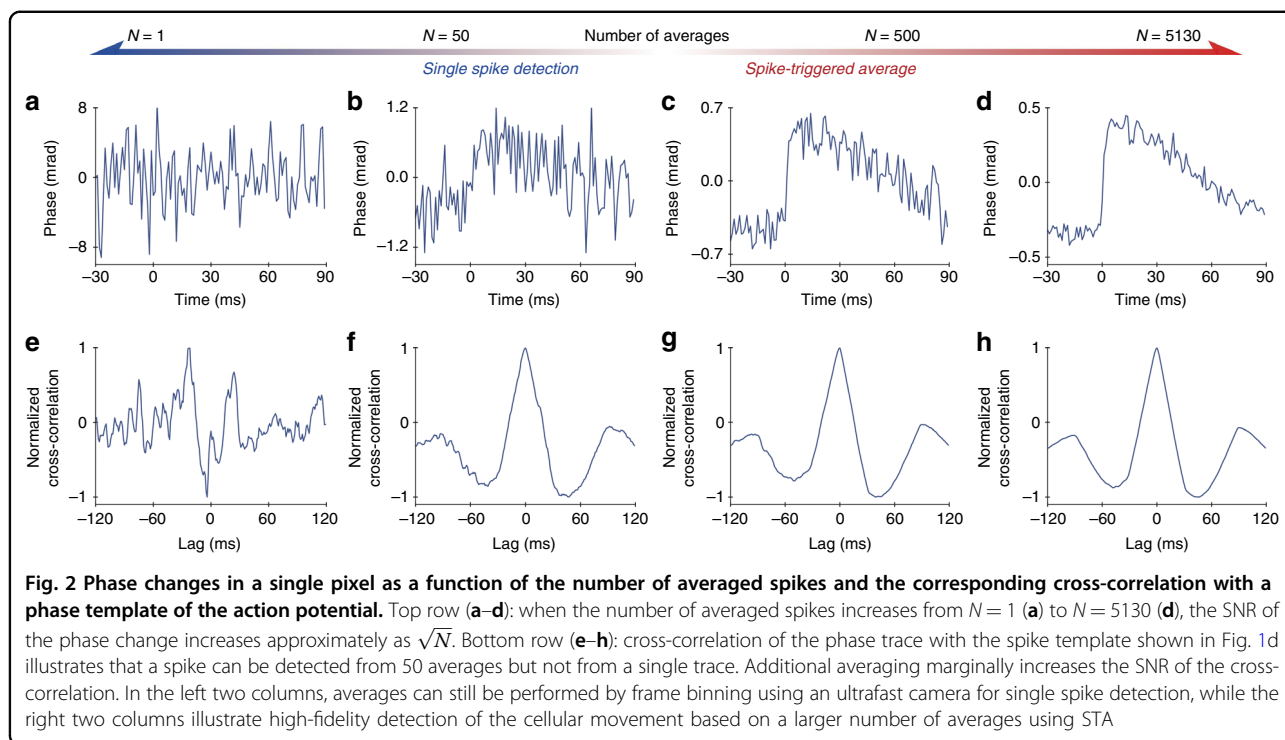 N = 1 N = 50 Number of averages N = 500 N = 5130
Single spike detection Spike-triggered average
a b c d
8 1.2 0.7 0.5
Phase (mrad) Phase (mrad) Phase (mrad) Phase (mrad)
0 0.0 0.0 0.0
−8 −1.2 −0.7 −0.5
−30 0 30 60 90 −30 0 30 60 90 −30 0 30 60 90 −30 0 30 60 90
Time (ms) Time (ms) Time (ms) Time (ms)
e f g h
1 1 1 1
Normalized Normalized Normalized Normalized
cross-correlation cross-correlation cross-correlation cross-correlation
0 0 0 0
−1 −1 −1 −1
−120 −60 0 60 120 −120 −60 0 60 120 −120 −60 0 60 120 −120 −60 0 60 120
Lag (ms) Lag (ms) Lag (ms) Lag (ms)
Fig. 2 Phase changes in a single pixel as a function of the number of averaged spikes and the corresponding cross-correlation with a
phase template of the action potential. Top row (a–d): when the number of averaged spikes increases from N = 1 (a) to N = 5130 (d), the SNR of
the phase change increases approximately as √N. Bottom row (e–h): cross-correlation of the phase trace with the spike template shown in Fig. 1d
illustrates that a spike can be detected from 50 averages but not from a single trace. Additional averaging marginally increases the SNR of the cross-
correlation. In the left two columns, averages can still be performed by frame binning using an ultrafast camera for single spike detection, while the
right two columns illustrate high-fidelity detection of the cellular movement based on a larger number of averages using STA